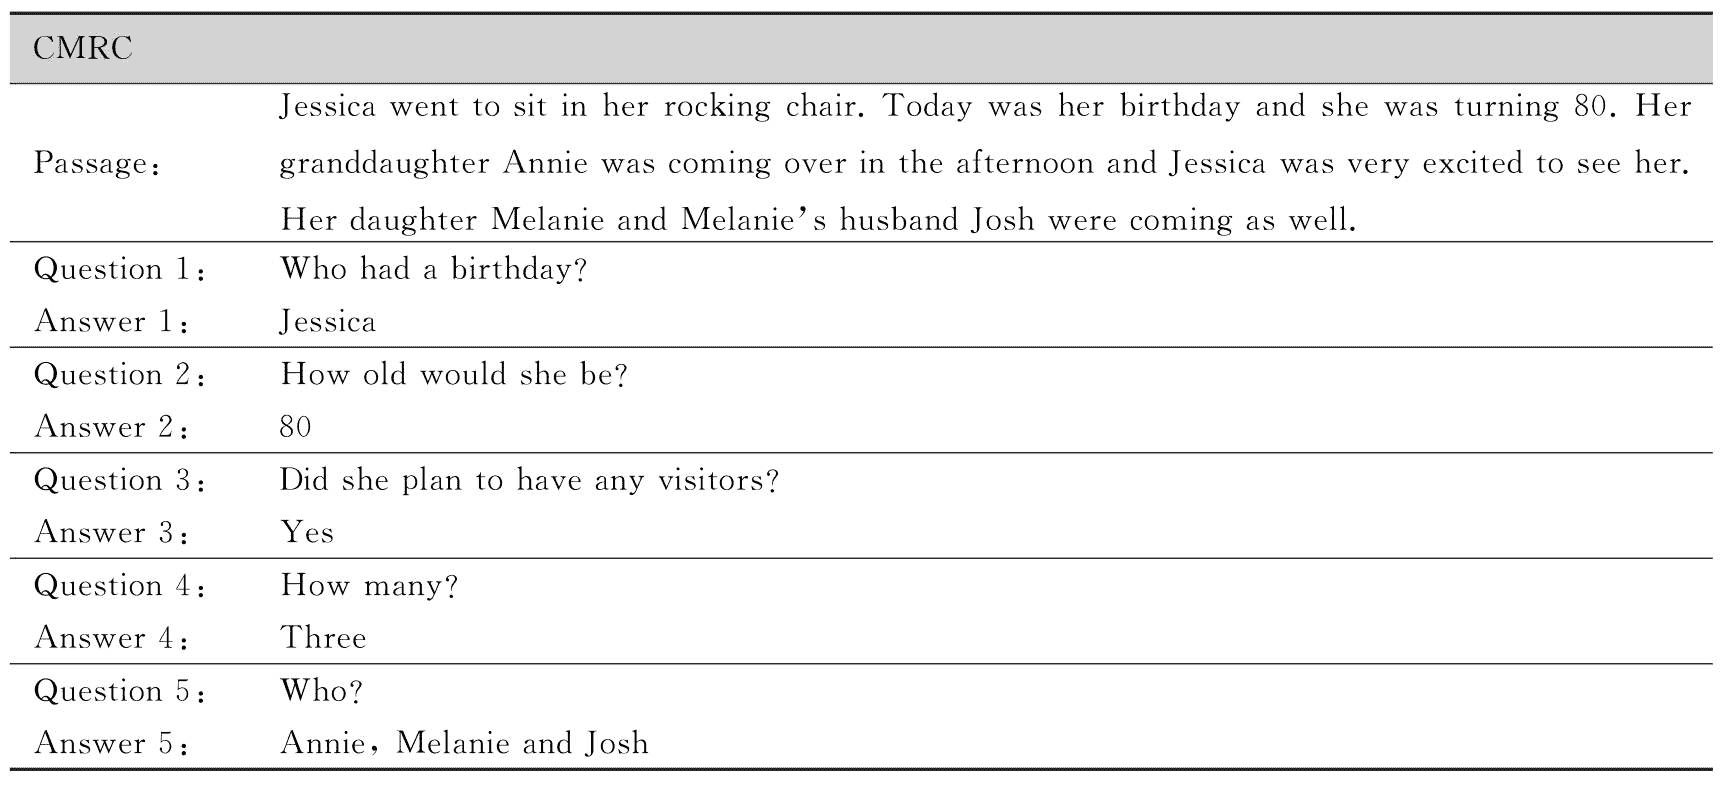 CMRC
Passage: Jessica went to sit in her rocking chair. Today was her birthday and she was turning 80. Her
granddaughter Annie was coming over in the afternoon and Jessica was very excited to see her.
Her daughter Melanie and Melanie's husband Josh were coming as well.
Question 1: Who had a birthday?
Answer 1: Jessica
Question 2: How old would she be?
Answer 2: 80
Question 3: Did she plan to have any visitors?
Answer 3: Yes
Question 4: How many?
Answer 4: Three
Question 5: Who?
Answer 5: Annie, Melanie and Josh